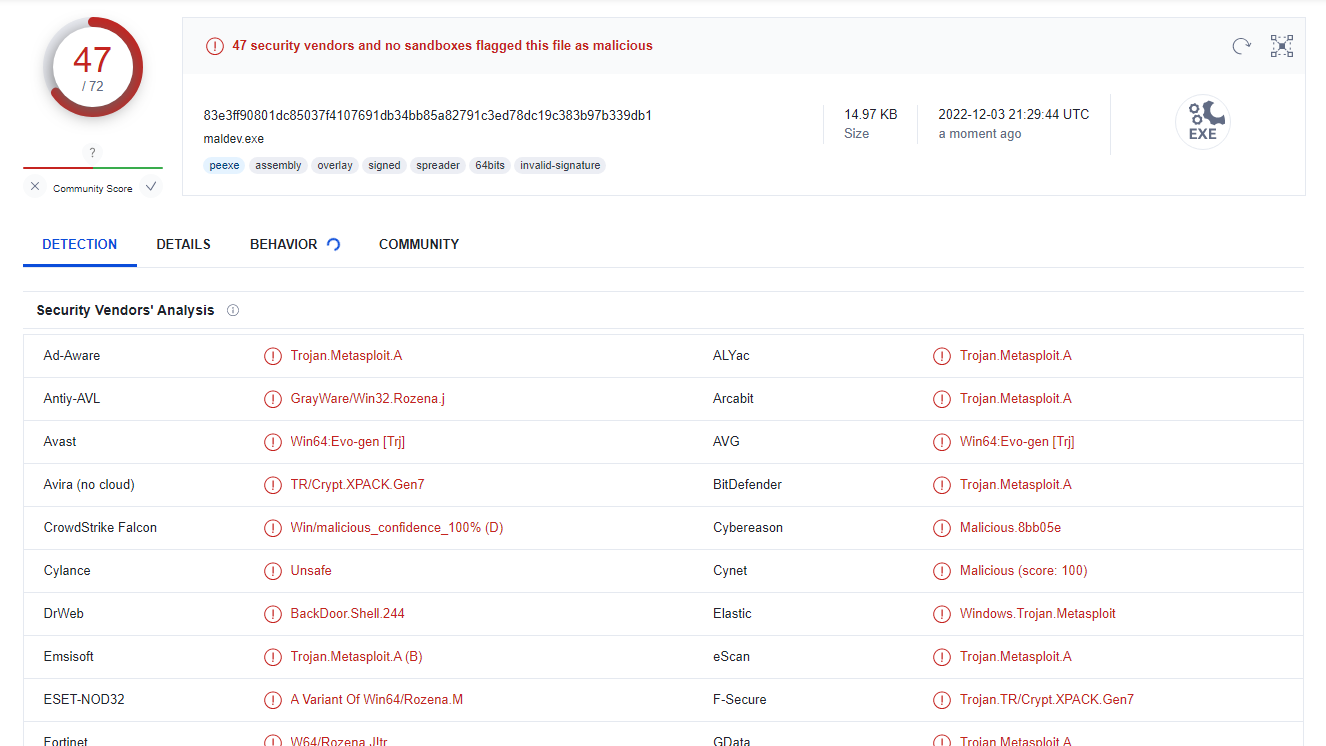 47
/ 72
?
Community Score
47 security vendors and no sandboxes flagged this file as malicious
83e3ff90801dc85037f4107691db34bb85a82791c3ed78dc19c383b97b339db1
maldev.exe
peexe assembly overlay signed spreader 64bits invalid-signature
14.97 KB
Size
2022-12-03 21:29:44 UTC
a moment ago
EXE
DETECTION DETAILS BEHAVIOR COMMUNITY
Security Vendors' Analysis
Ad-Aware Trojan.Metasploit.A ALYac Trojan.Metasploit.A
Antiy-AVL GrayWare/Win32.Rozena.j Arcabit Trojan.Metasploit.A
Avast Win64:Evo-gen [Trj] AVG Win64:Evo-gen [Trj]
Avira (no cloud) TR/Crypt.XPACK.Gen7 BitDefender Trojan.Metasploit.A
CrowdStrike Falcon Win/malicious_confidence_100% (D) Cybereason Malicious.8bb05e
Cylance Unsafe Cynet Malicious (score: 100)
DrWeb BackDoor.Shell.244 Elastic Windows.Trojan.Metasploit
Emsisoft Trojan.Metasploit.A (B) eScan Trojan.Metasploit.A
ESET-NOD32 A Variant Of Win64/Rozena.M F-Secure Trojan.TR/Crypt.XPACK.Gen7
Fortinet W64/Rozena.J!tr GData Trojan.Metasploit.A